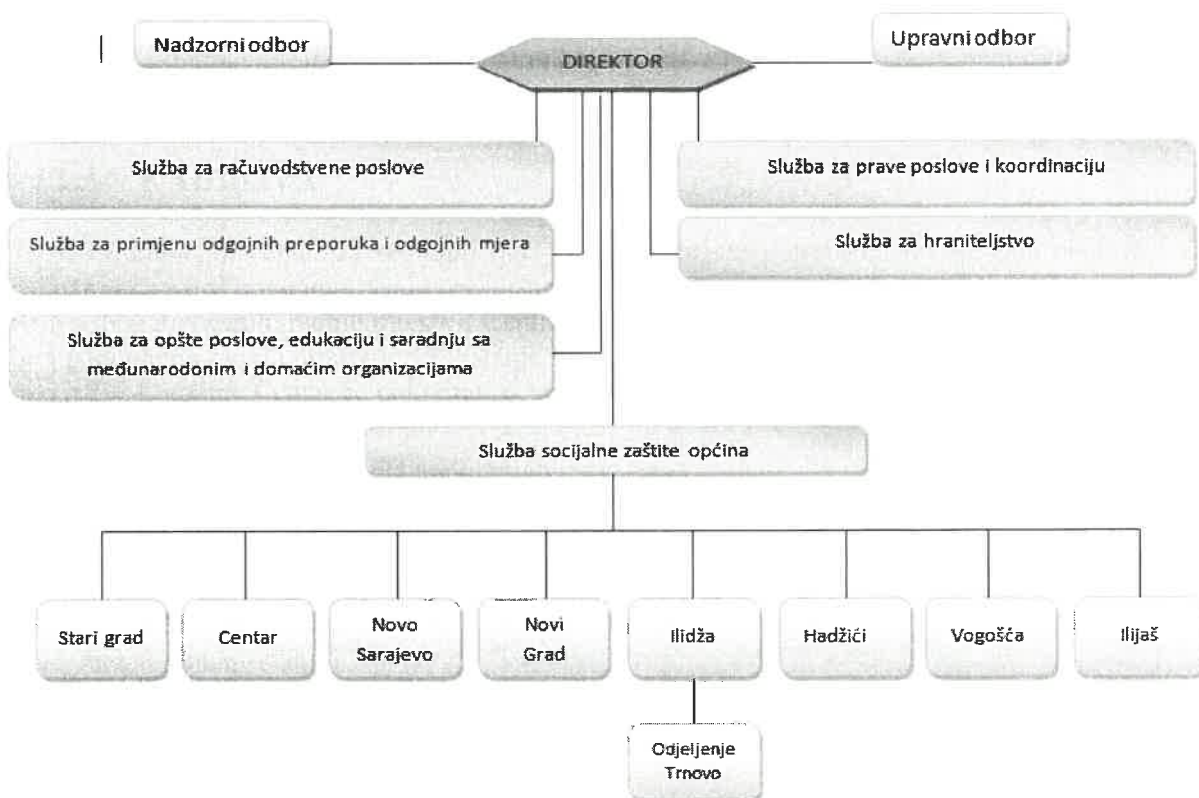 Nadzorni odbor
DIREKTOR
Upravni odbor
Služba za račuvodstvene poslove
Služba za prave poslove i koordinaciju
Služba za primjenu odgojnih preporuka i odgojnih mjera
Služba za hraniteljstvo
Služba za opšte poslove, edukaciju i saradnju sa
međunarodonim i domaćim organizacijama
Služba socijalne zaštite općina
Stari grad
Centar
Novo
Sarajevo
Novi
Grad
Ilidža
Hadžići
Vogošća
Ilijaš
Odjeljenje
Trnovo